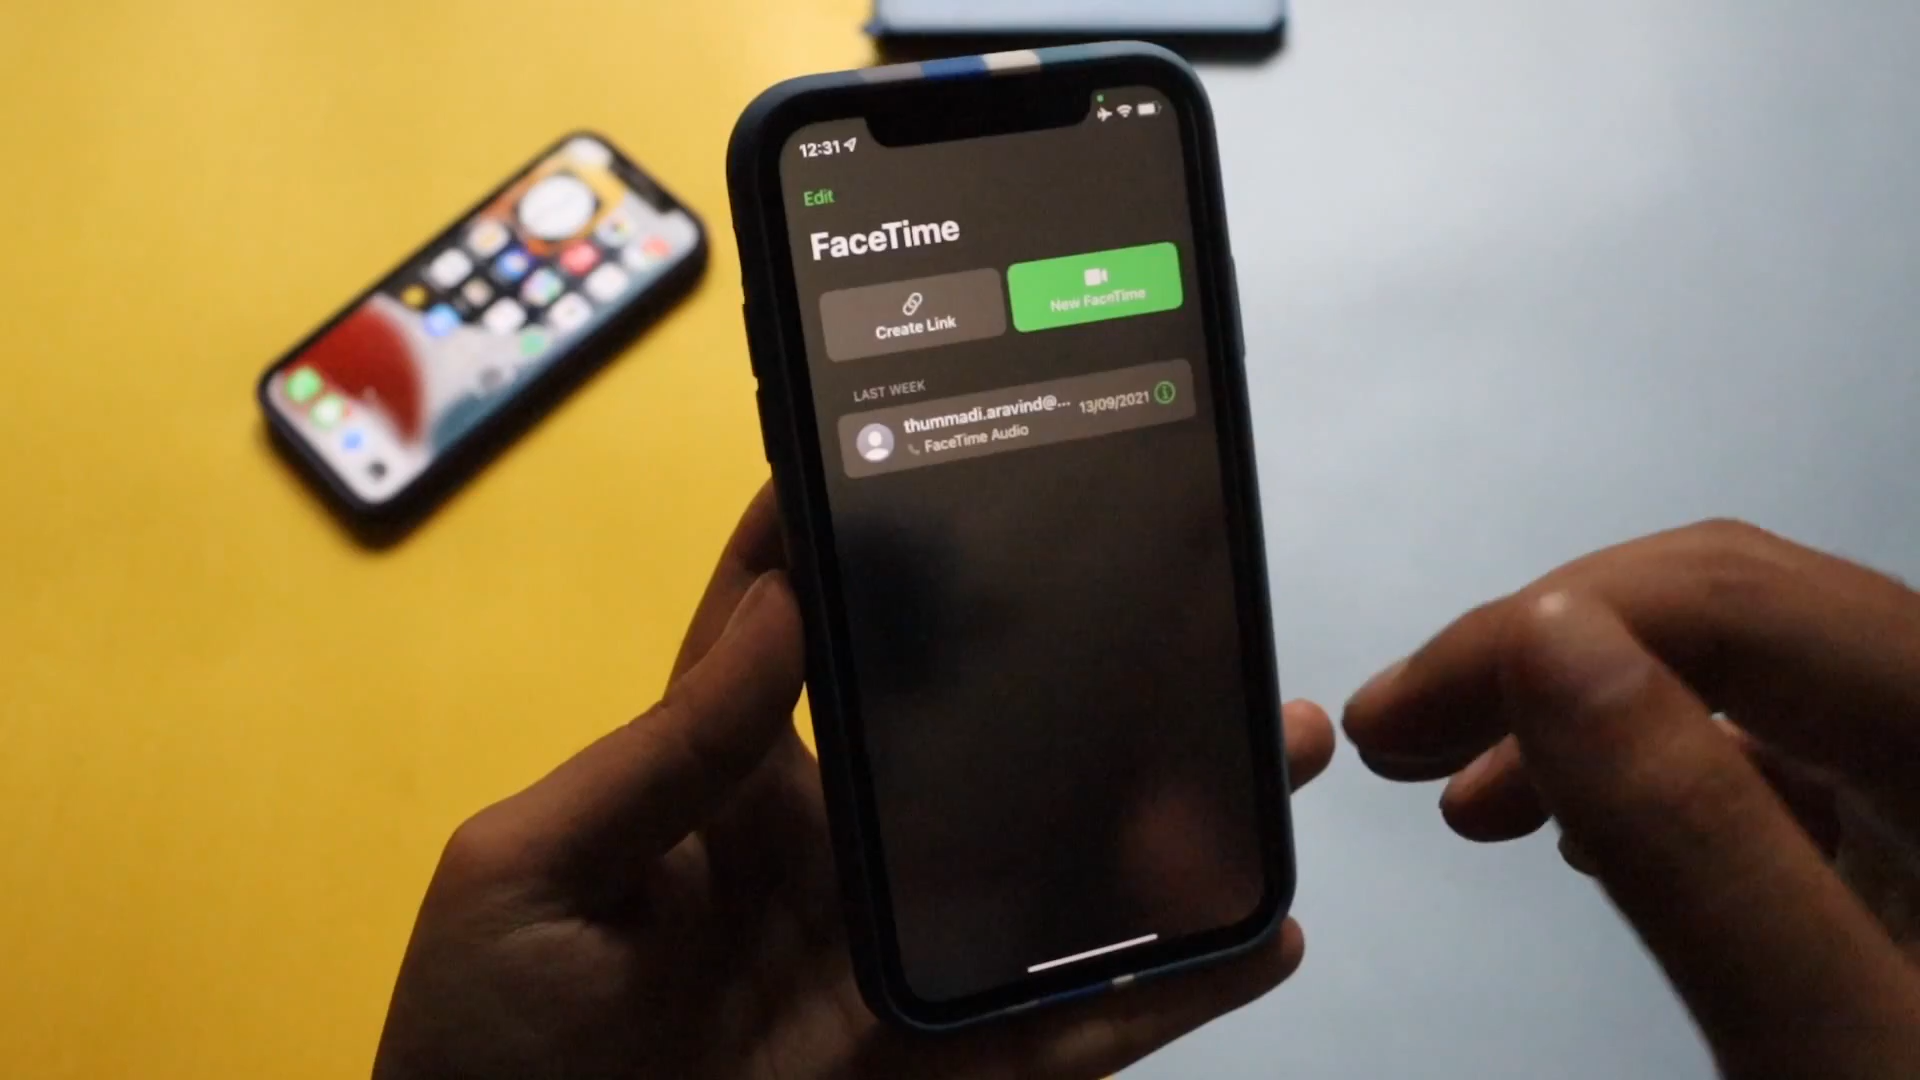 12:31
Edit
FaceTime
Create Link
New FaceTime
LAST WEEK
thummadi.aravind@...
13/09/2021
FaceTime Audio